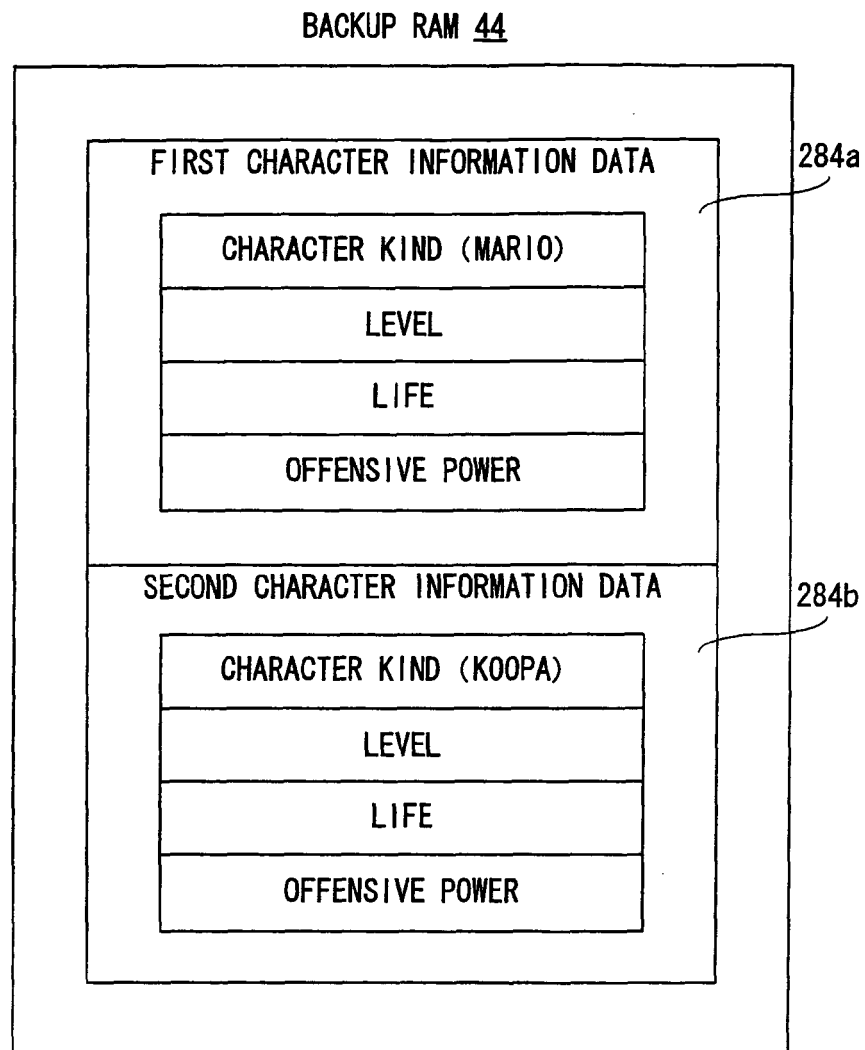 BACKUP RAM 44
FIRST CHARACTER INFORMATION DATA
284a
CHARACTER KIND (MARIO)
LEVEL
LIFE
OFFENSIVE POWER
SECOND CHARACTER INFORMATION DATA
284b
CHARACTER KIND (KOOPA)
LEVEL
LIFE
OFFENSIVE POWER